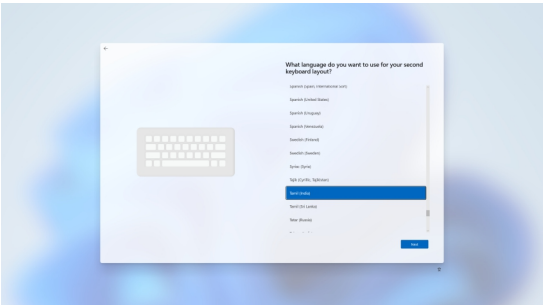 What language do you want to use for your second
keyboard layout?
Spanish (Spain, International Sort)
Spanish (United States)
Spanish (Uruguay)
Spanish (Venezuela)
Swedish (Finland)
Swedish (Sweden)
Syriac (Syria)
Tajik (Cyrillic, Tajikistan)
Tamil (India)
Tamil (Sri Lanka)
Tatar (Russia)
Next